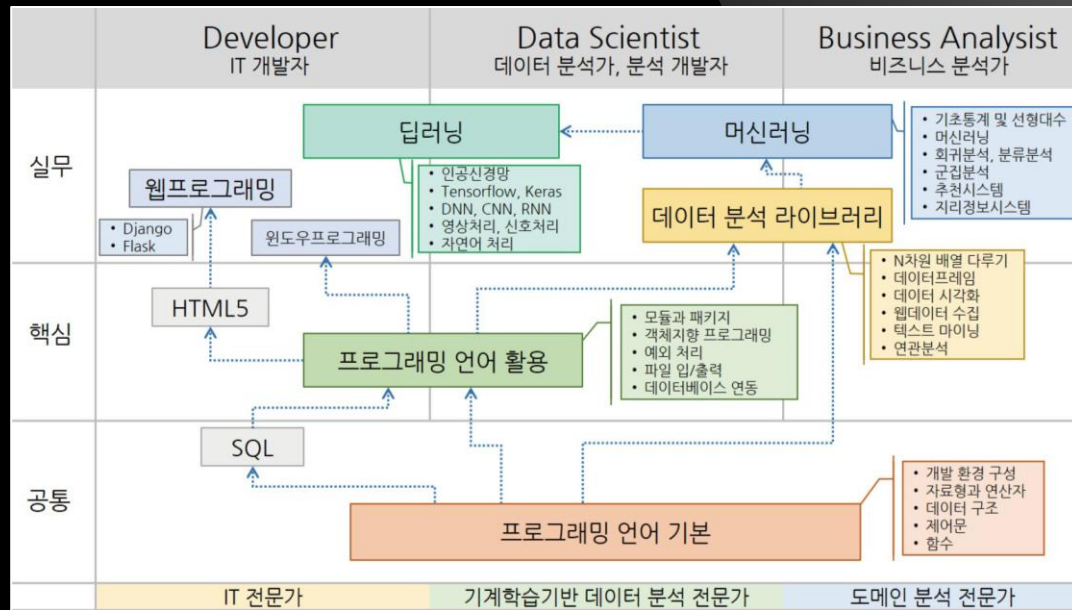 Developer
IT 개발자
Data Scientist
데이터 분석가, 분석 개발자
Business Analysist
비즈니스 분석가
실무
딥러닝
• 인공신경망
• Tensorflow, Keras
• DNN, CNN, RNN
• 영상처리, 신호처리
• 자연어 처리
머신러닝
• 기초통계 및 선형대수
• 머신러닝
• 회귀분석, 분류분석
• 군집분석
• 추천시스템
• 지리정보시스템
웹프로그래밍
• Django
• Flask
윈도우프로그래밍
데이터 분석 라이브러리
• N차원 배열 다루기
• 데이터프레임
• 데이터 시각화
• 웹데이터 수집
• 텍스트 마이닝
• 연관분석
핵심
HTML5
프로그래밍 언어 활용
• 모듈과 패키지
• 객체지향 프로그래밍
• 예외 처리
• 파일 입/출력
• 데이터베이스 연동
공통
SQL
프로그래밍 언어 기본
• 개발 환경 구성
• 자료형과 연산자
• 데이터 구조
• 제어문
• 함수
IT 전문가
기계학습기반 데이터 분석 전문가
도메인 분석 전문가